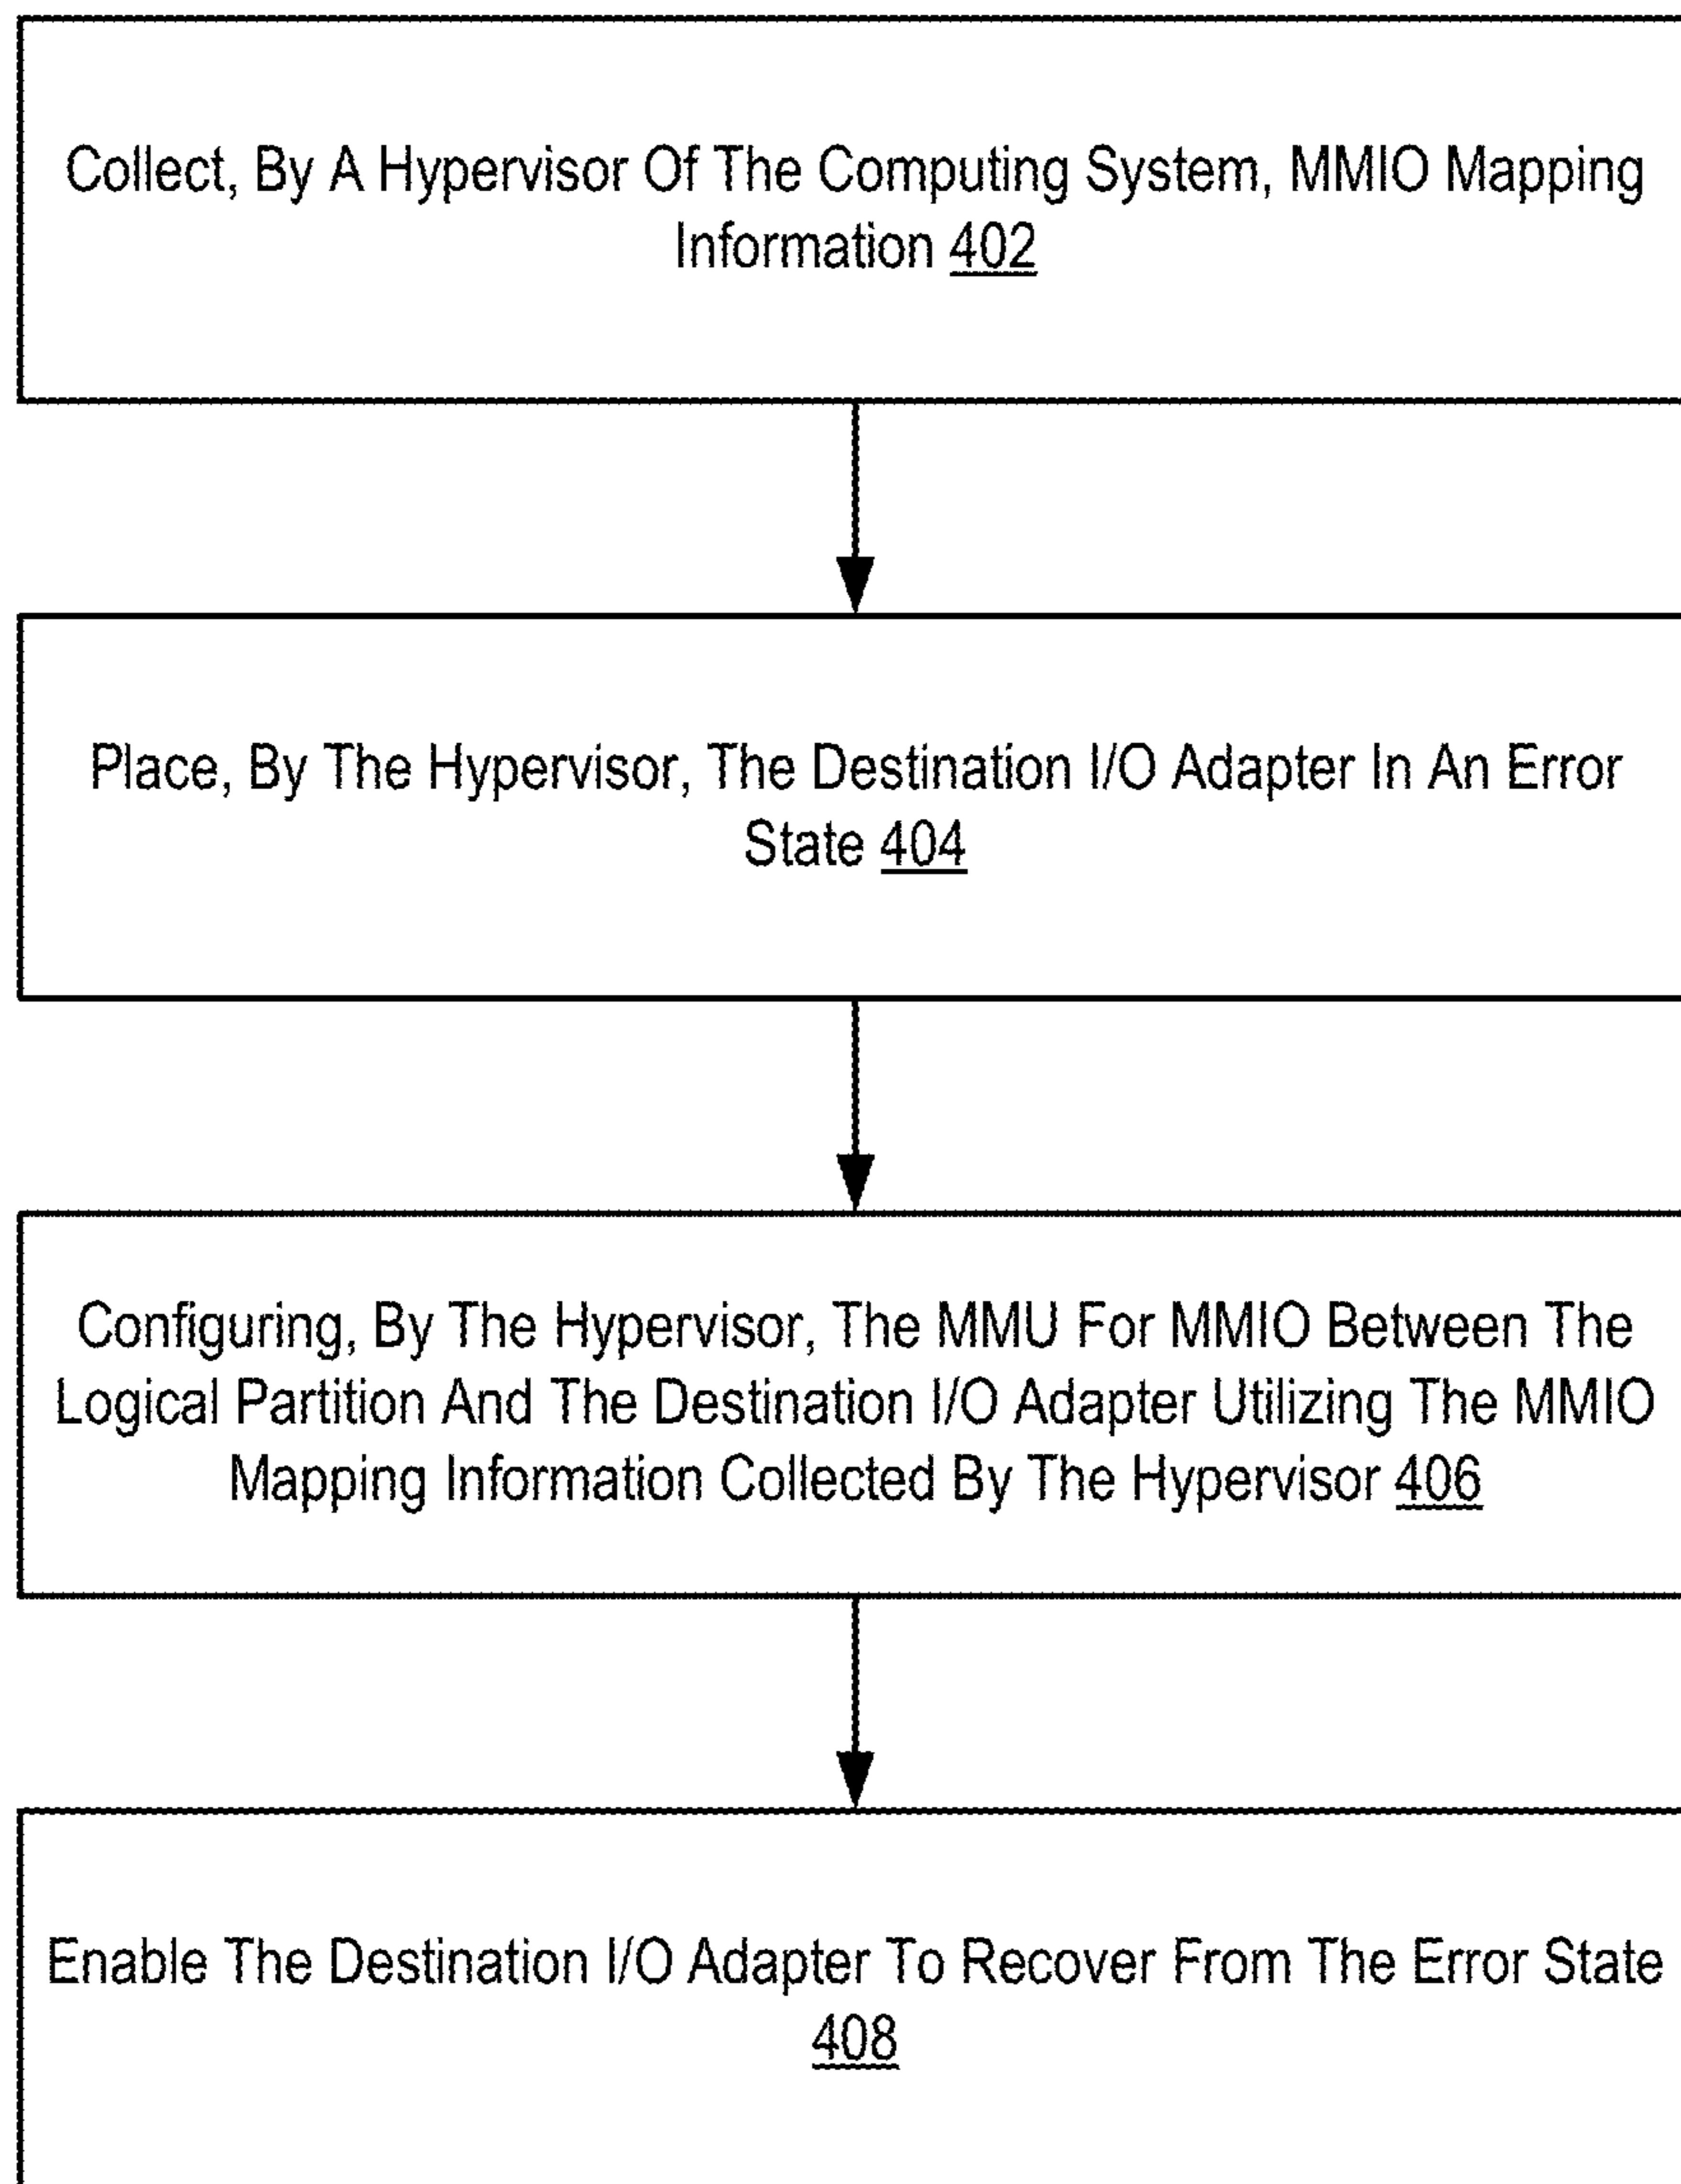 Collect, By A Hypervisor Of The Computing System, MMIO Mapping
Information 402
Place, By The Hypervisor, The Destination I/O Adapter In An Error
State 404
Configuring, By The Hypervisor, The MMU For MMIO Between The
Logical Partition And The Destination I/O Adapter Utilizing The MMIO
Mapping Information Collected By The Hypervisor 406
Enable The Destination I/O Adapter To Recover From The Error State
408